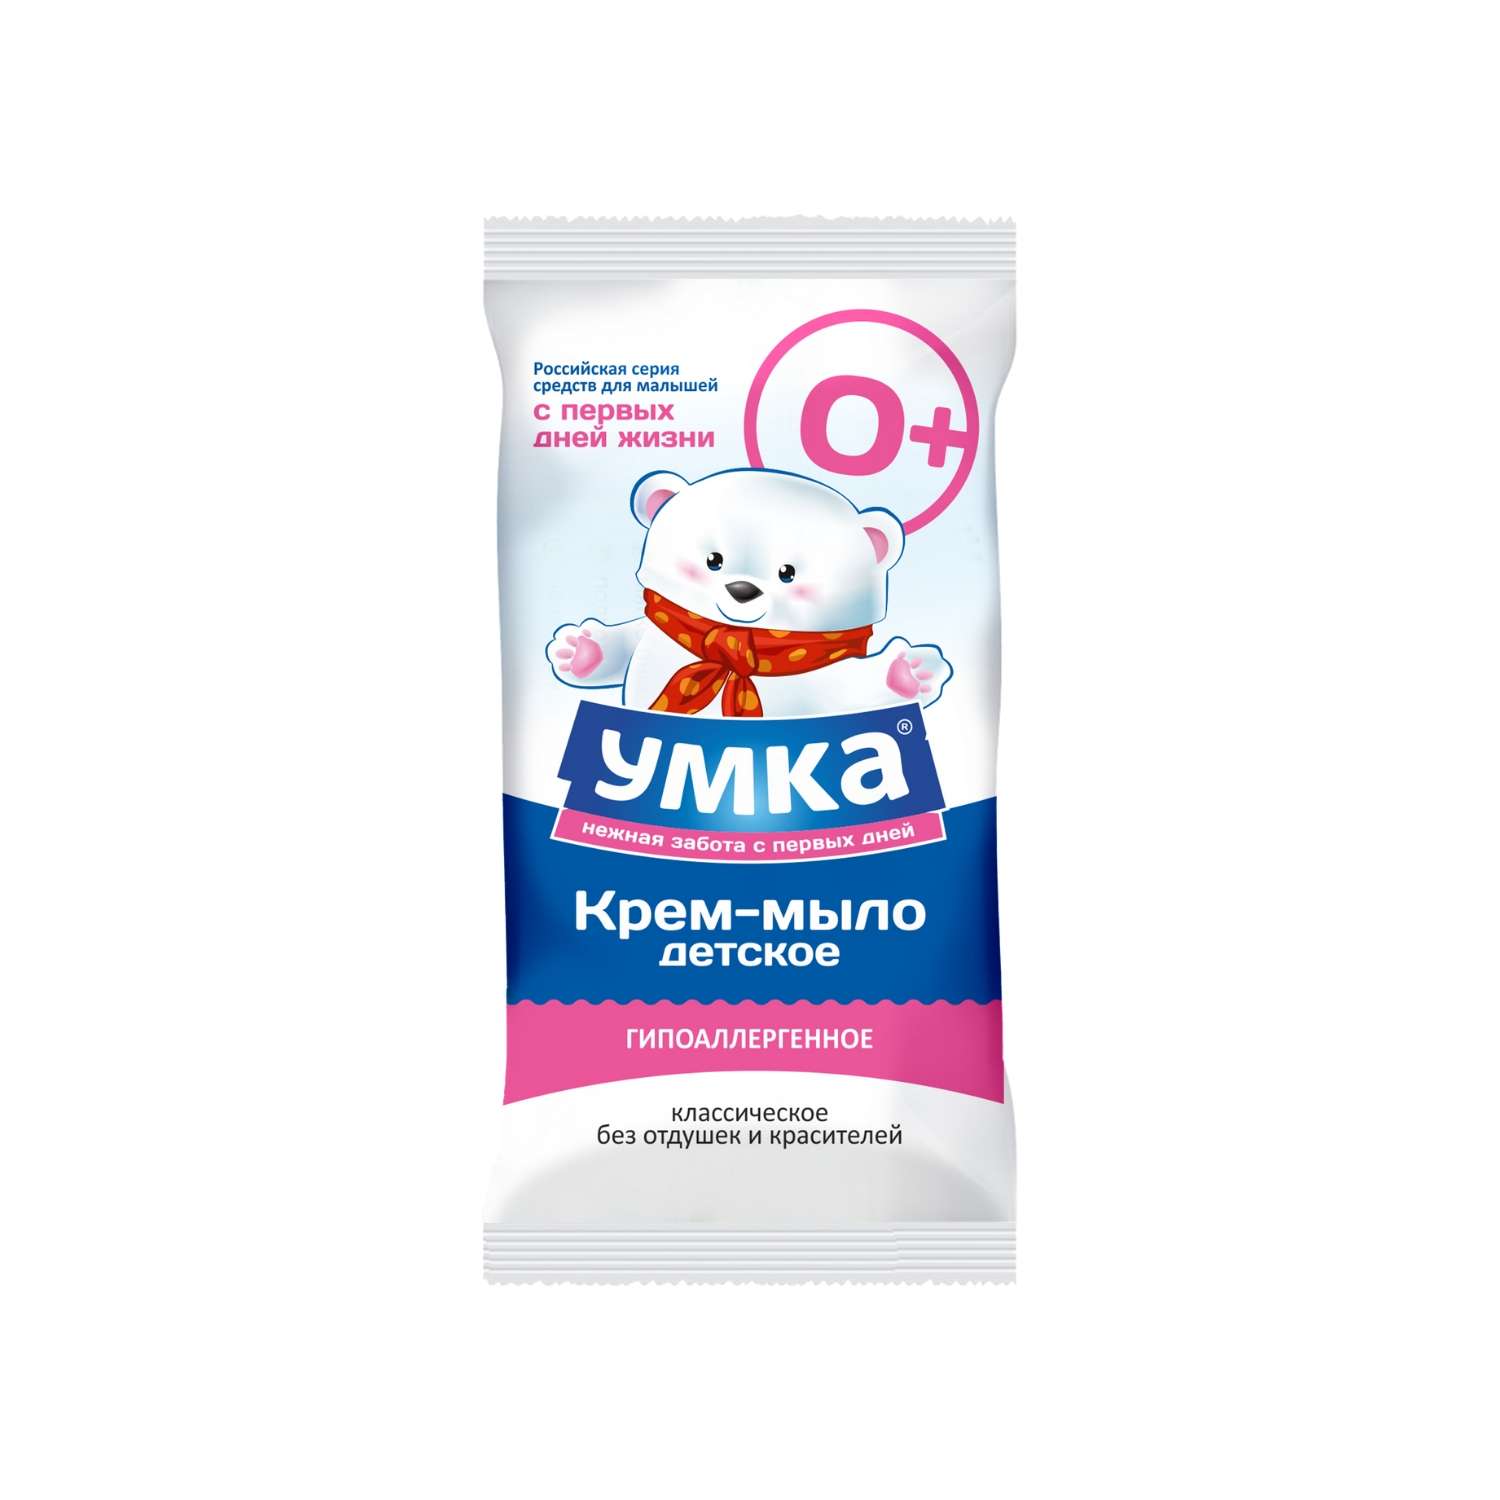 Российская серия
средств для малышей
с первых
дней жизни
0+
умка®
нежная забота с первых дней
Крем-мыло
детское
ГИПОАЛЛЕРГЕННОЕ
классическое
без отдушек и красителей